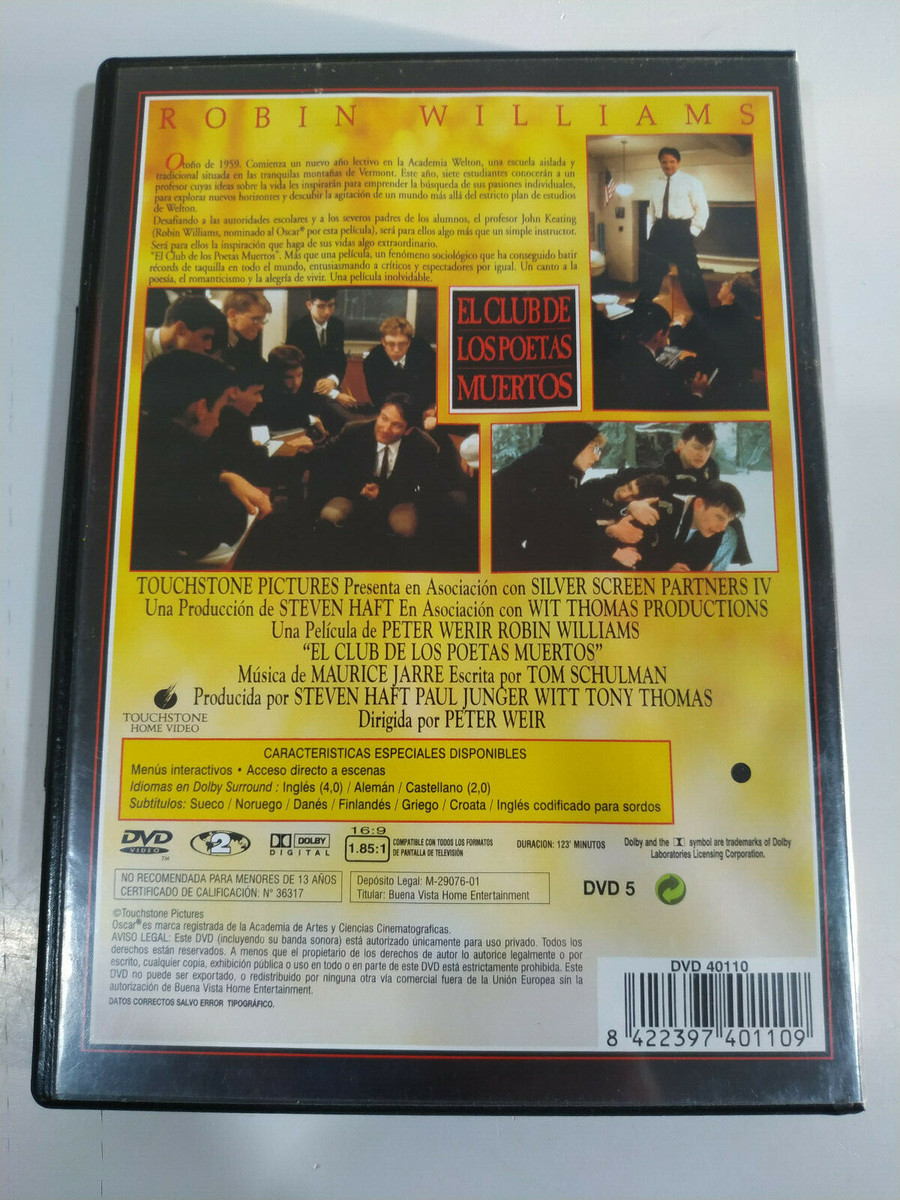 ROBIN WILLIAMS
Otoño de 1959. Comienza un nuevo año lectivo en la Academia Welton, una escuela aislada y
tradicional situada en las tranquilas montañas de Vermont. Este año, siete estudiantes conocerán a un
profesor cuyas ideas sobre la vida les inspirarán para emprender la búsqueda de sus pasiones individuales,
para explorar nuevos horizontes y descubir la agitación de un mundo más allá del estricto plan de estudios
de Welton.
Desafiando a las autoridades escolares y a los severos padres de los alumnos, el profesor John Keating
(Robin Williams, nominado al Oscar® por esta película), será para ellos algo más que un simple instructor.
Será para ellos la inspiración que haga de sus vidas algo extraordinario.
"El Club de los Poetas Muertos". Más que una película, un fenómeno sociológico que ha conseguido batir
récords de taquilla en todo el mundo, entusiasmando a críticos y espectadores por igual. Un canto a la
poesía, el romanticismo y la alegría de vivir. Una película inolvidable.
EL CLUB DE
LOS POETAS
MUERTOS
TOUCHSTONE PICTURES Presenta en Asociación con SILVER SCREEN PARTNERS IV
Una Producción de STEVEN HAFT En Asociación con WIT THOMAS PRODUCTIONS
Una Película de PETER WERIR ROBIN WILLIAMS
"EL CLUB DE LOS POETAS MUERTOS"
Música de MAURICE JARRE Escrita por TOM SCHULMAN
Producida por STEVEN HAFT PAUL JUNGER WITT TONY THOMAS
Dirigida por PETER WEIR
TOUCHSTONE
HOME VIDEO
CARACTERISTICAS ESPECIALES DISPONIBLES
Menús interactivos • Acceso directo a escenas
Idiomas en Dolby Surround : Inglés (4,0) / Alemán / Castellano (2,0)
Subtitulos: Sueco / Noruego / Danés / Finlandés / Griego / Croata / Inglés codificado para sordos
DVD
VIDEO
TM
2
DOLBY
DIGITAL
16:9
1.85:1
COMPATIBLE CON TODOS LOS FORMATOS
DE PANTALLA DE TELEVISIÓN
DURACION: 123' MINUTOS
Dolby and the symbol are trademarks of Dolby
Laboratories Licensing Corporation.
NO RECOMENDADA PARA MENORES DE 13 AÑOS
CERTIFICADO DE CALIFICACIÓN: Nº 36317
Depósito Legal: M-29076-01
Titular: Buena Vista Home Entertainment
DVD 5
©Touchstone Pictures
Oscar® es marca registrada de la Academia de Artes y Ciencias Cinematograficas.
AVISO LEGAL: Este DVD (incluyendo su banda sonora) está autorizado únicamente para uso privado. Todos los
derechos están reservados. A menos que el propietario de los derechos de autor lo autorice legalmente o por
escrito, cualquier copia, exhibición pública o uso en todo o en parte de este DVD está estrictamente prohibida. Este
DVD no puede ser exportado, o redistribuido por ninguna otra vía comercial fuera de la Unión Europea sin la
autorización de Buena Vista Home Entertainment.
DATOS CORRECTOS SALVO ERROR TIPOGRÁFICO.
DVD 40110
8 422397 401109